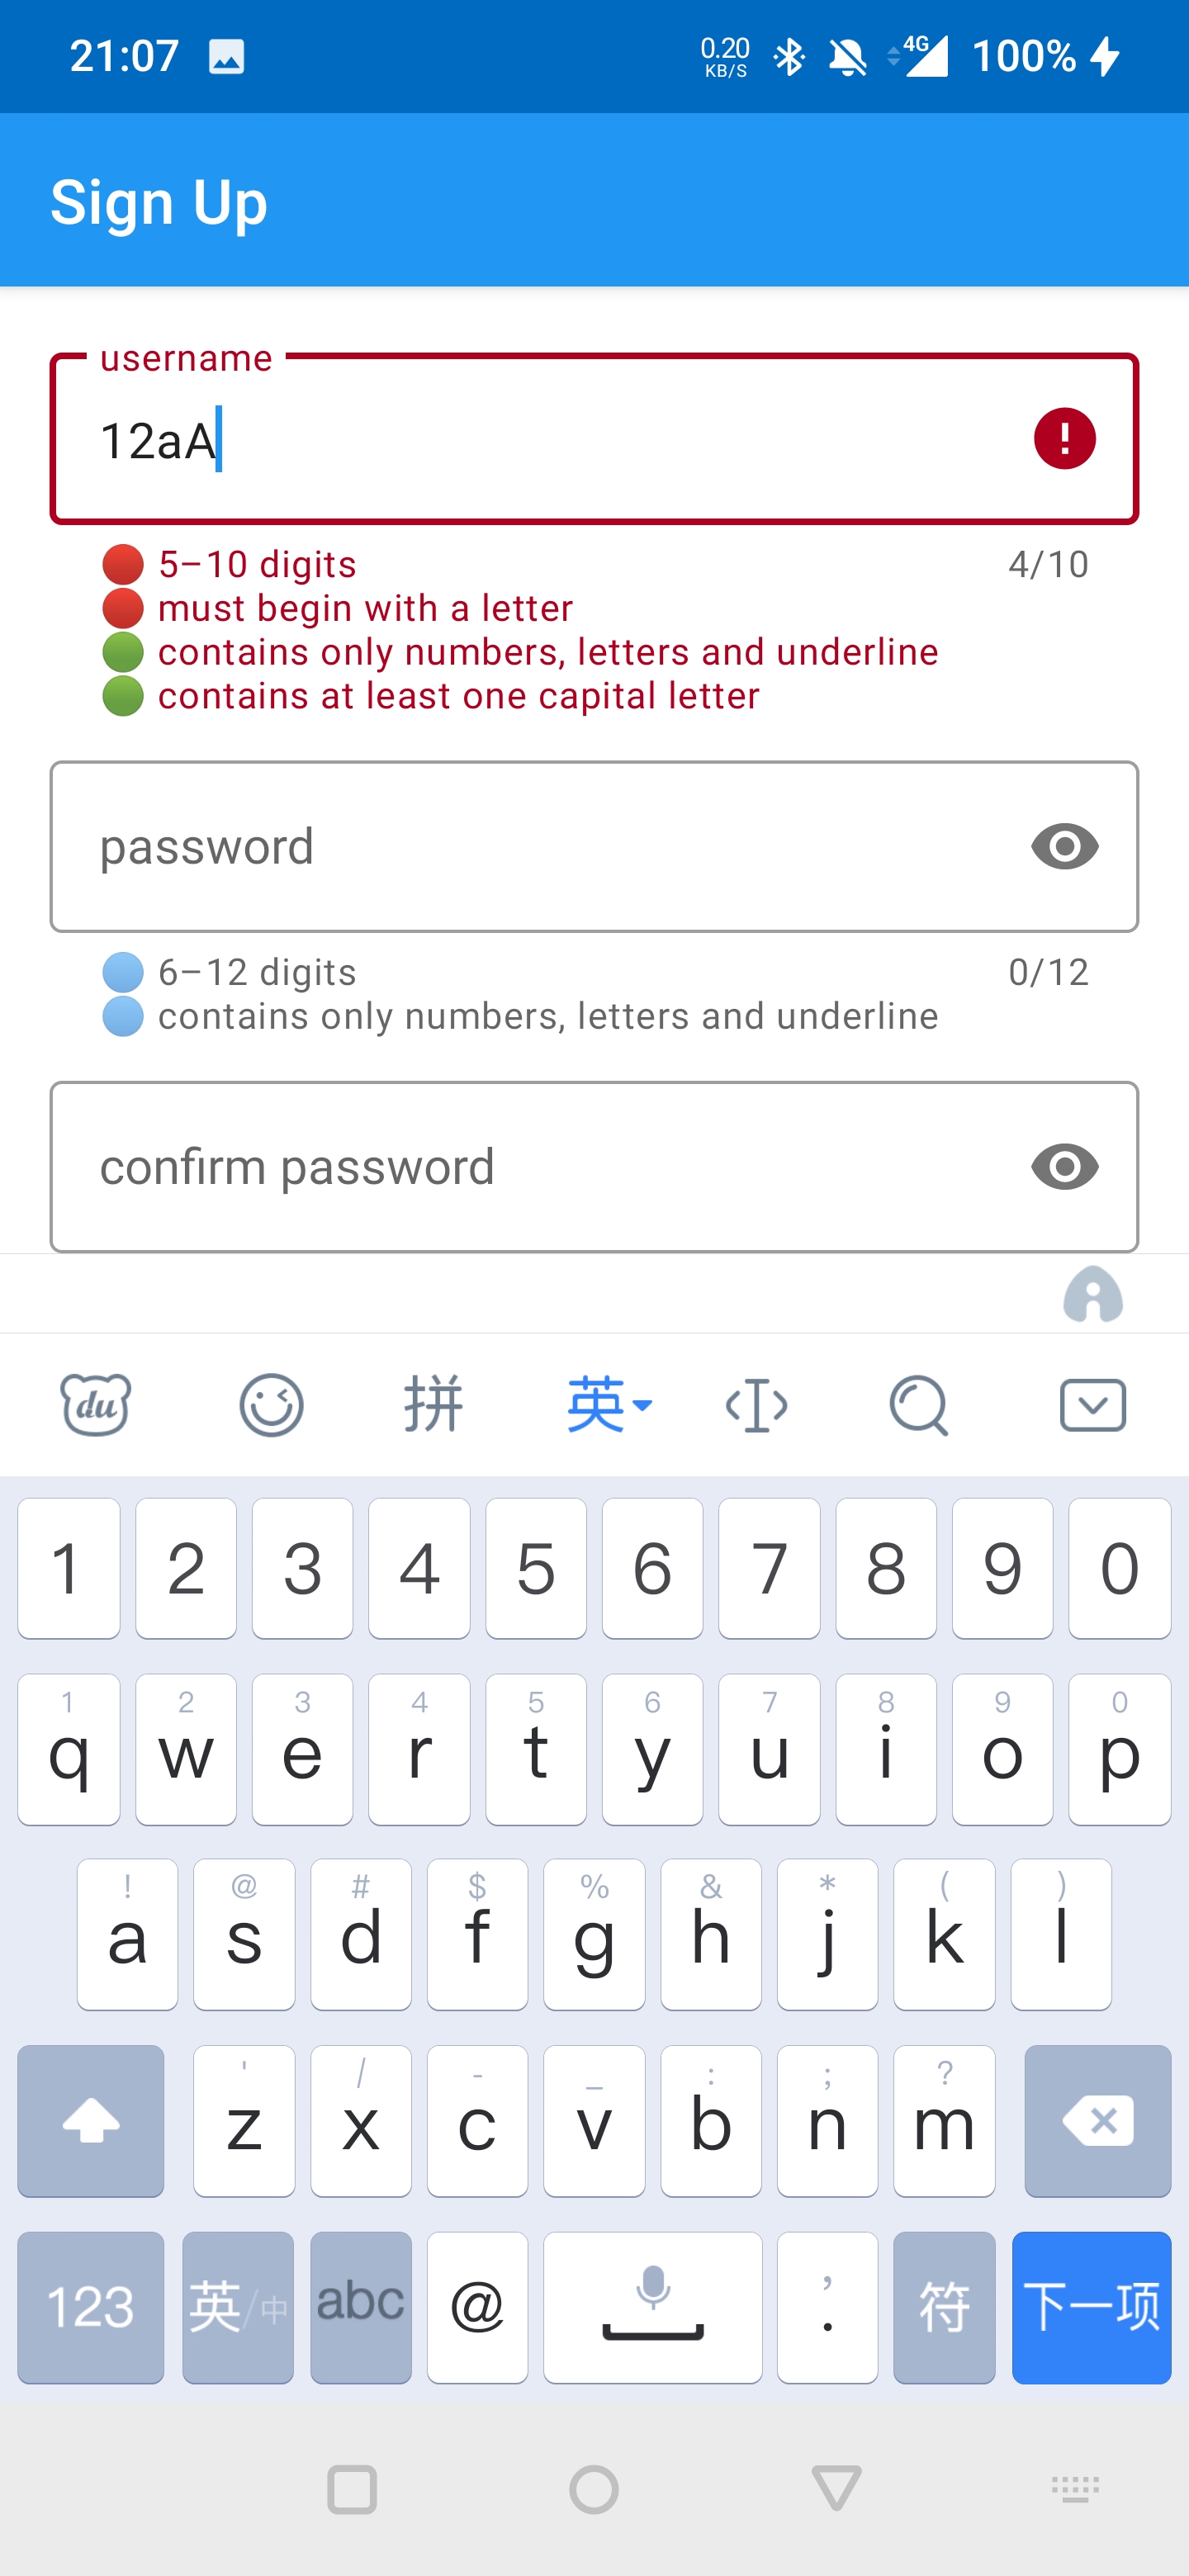 21:07
0.20 KB/S 4G 100%
Sign Up
username
12aA
5–10 digits 4/10
must begin with a letter
contains only numbers, letters and underline
contains at least one capital letter
password
6–12 digits 0/12
contains only numbers, letters and underline
confirm password
du 拼 英
1 2 3 4 5 6 7 8 9 0
1 2 3 4 5 6 7 8 9 0
q w e r t y u i o p
! @ # $ % & * ( )
a s d f g h j k l
' / - _ : ; ?
z x c v b n m
123 英/中 abc @ , . 符 下一项